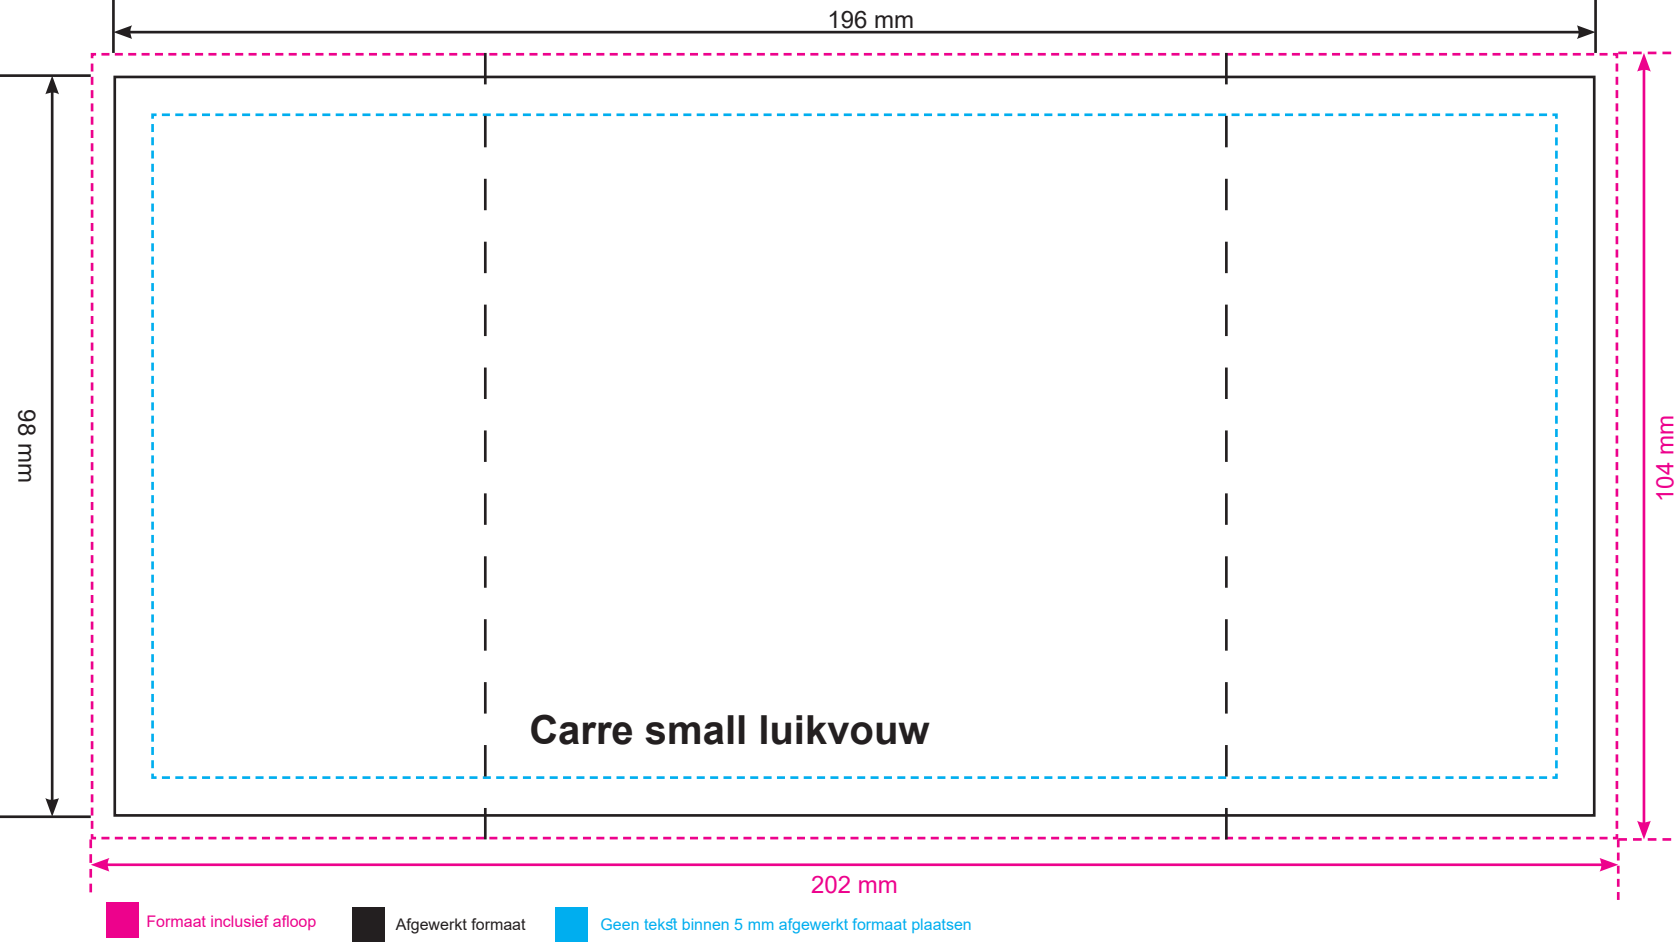 196 mm
98 mm
104 mm
Carre small luikvouw
202 mm
Formaat inclusief afloop
Afgewerkt formaat
Geen tekst binnen 5 mm afgewerkt formaat plaatsen